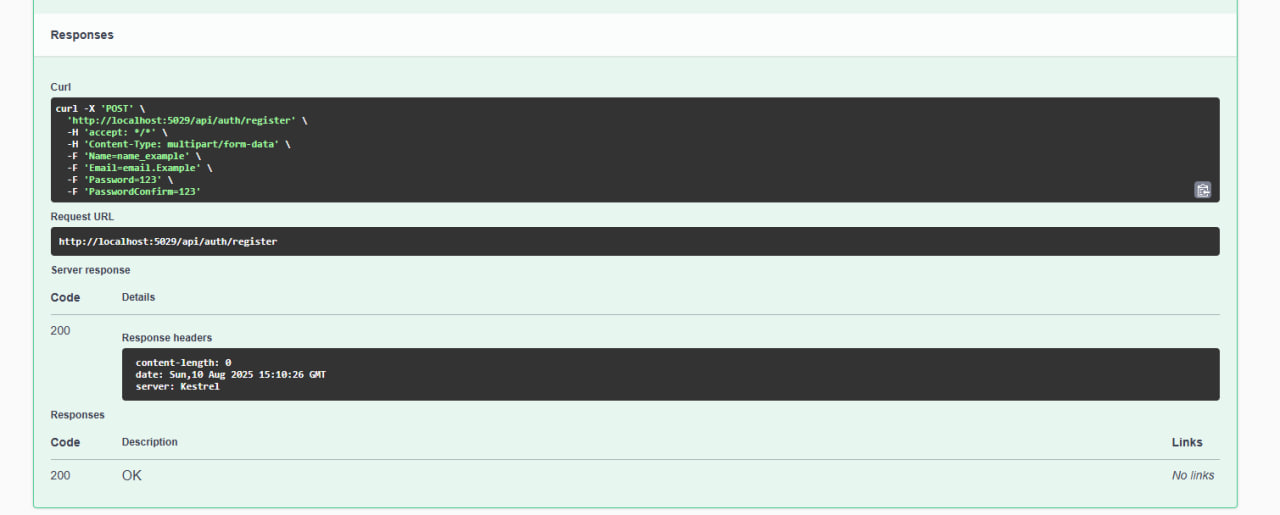 Responses
Curl
curl -X 'POST' \
  'http://localhost:5029/api/auth/register' \
  -H 'accept: */*' \
  -H 'Content-Type: multipart/form-data' \
  -F 'Name=name_example' \
  -F 'Email=email.Example' \
  -F 'Password=123' \
  -F 'PasswordConfirm=123'
Request URL
http://localhost:5029/api/auth/register
Server response
Code Details
200
Response headers
content-length: 0
date: Sun,10 Aug 2025 15:10:26 GMT
server: Kestrel
Responses
Code Description Links
200 OK No links